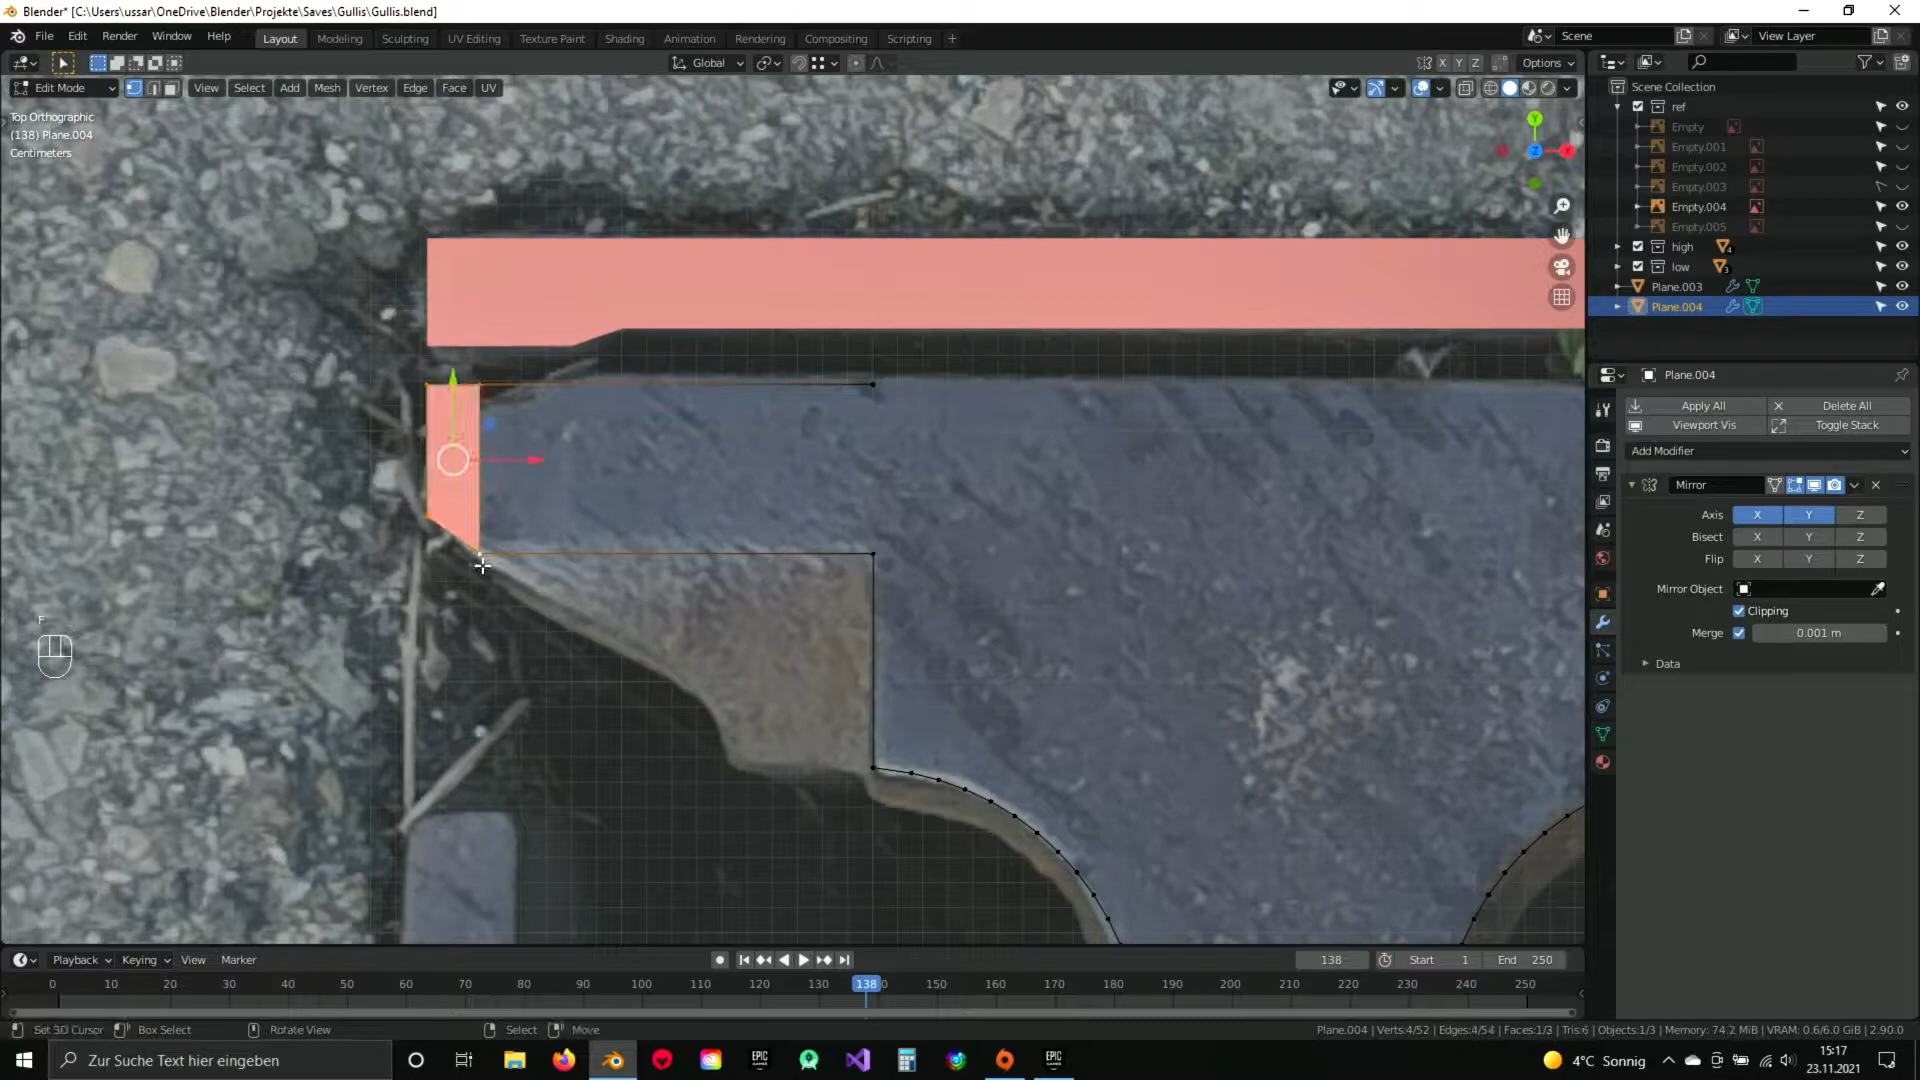 Blender* [C:\Users\ussar\OneDrive\Blender\Projekte\Saves\Gullis\Gullis.blend]
File Edit Render Window Help
Layout Modeling Sculpting UV Editing Texture Paint Shading Animation Rendering Compositing Scripting +
Scene
View Layer
Global
X Y Z
Options
Edit Mode
View Select Add Mesh Vertex Edge Face UV
Top Orthographic
(138) Plane.004
Centimeters
Y
Z
X
F
Scene Collection
ref
Empty
Empty.001
Empty.002
Empty.003
Empty.004
Empty.005
high 4
low 3
Plane.003
Plane.004
Plane.004
Apply All
Delete All
Viewport Vis
Toggle Stack
Add Modifier
Mirror
Axis X Y Z
Bisect X Y Z
Flip X Y Z
Mirror Object
Clipping
Merge 0.001 m
Data
Playback Keying View Marker
138
Start 1
End 250
0 10 20 30 40 50 60 70 80 90 100 110 120 130 138 0 150 160 170 180 190 200 210 220 230 240 250
Set 3D Cursor
Box Select
Rotate View
Select
Move
Plane.004 | Verts:4/52 | Edges:4/54 | Faces:1/3 | Tris:6 | Objects:1/3 | Memory: 74.2 MiB | VRAM: 0.6/6.0 GiB | 2.90.0
Zur Suche Text hier eingeben
EPIC GAMES
EPIC GAMES
4°C Sonnig
15:17
23.11.2021